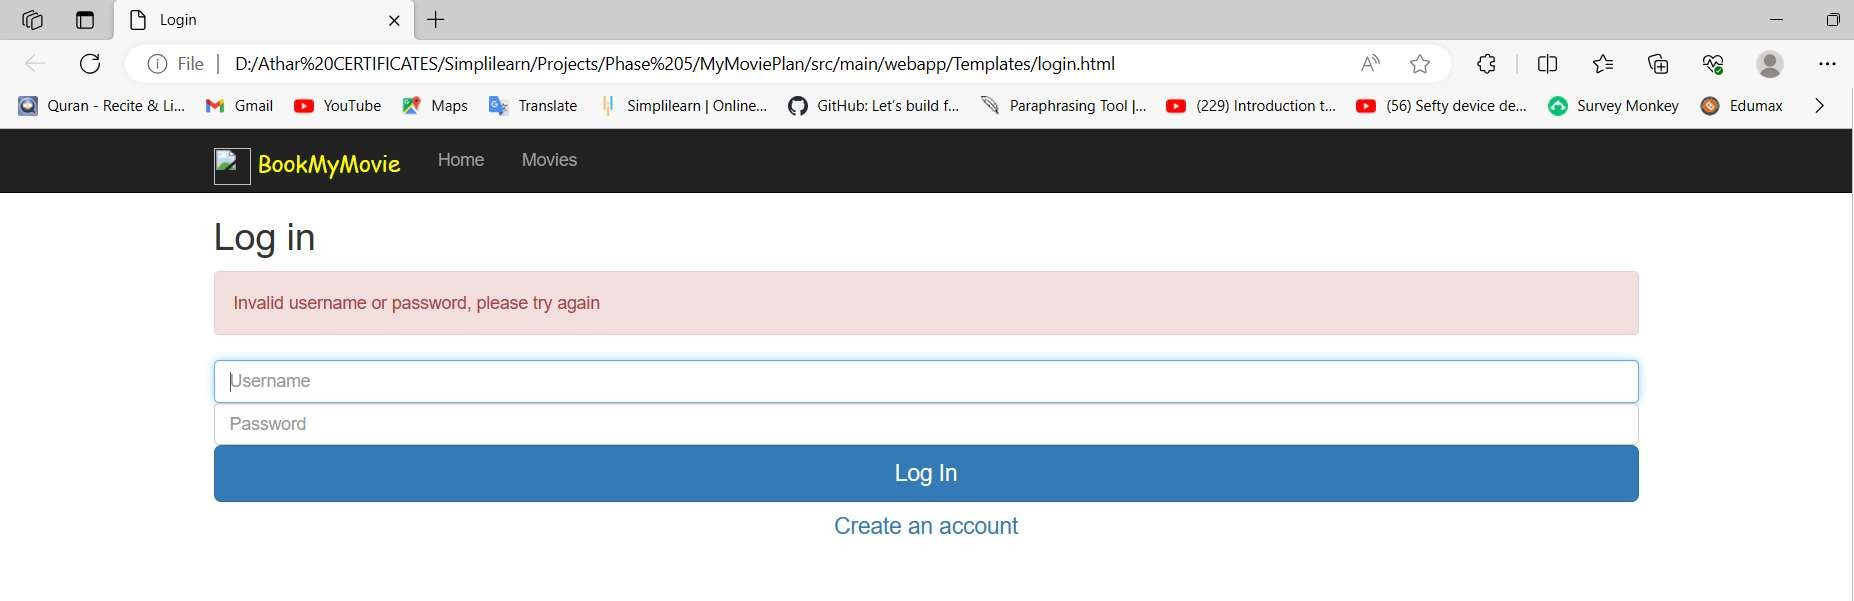 Login
File
D:/Athar%20CERTIFICATES/Simplilearn/Projects/Phase%205/MyMoviePlan/src/main/webapp/Templates/login.html
Quran - Recite & Li...
Gmail
YouTube
Maps
Translate
Simplilearn | Online...
GitHub: Let's build f...
Paraphrasing Tool |...
(229) Introduction t...
(56) Sefty device de...
Survey Monkey
Edumax
BookMyMovie
Home
Movies
Log in
Invalid username or password, please try again
Username
Password
Log In
Create an account